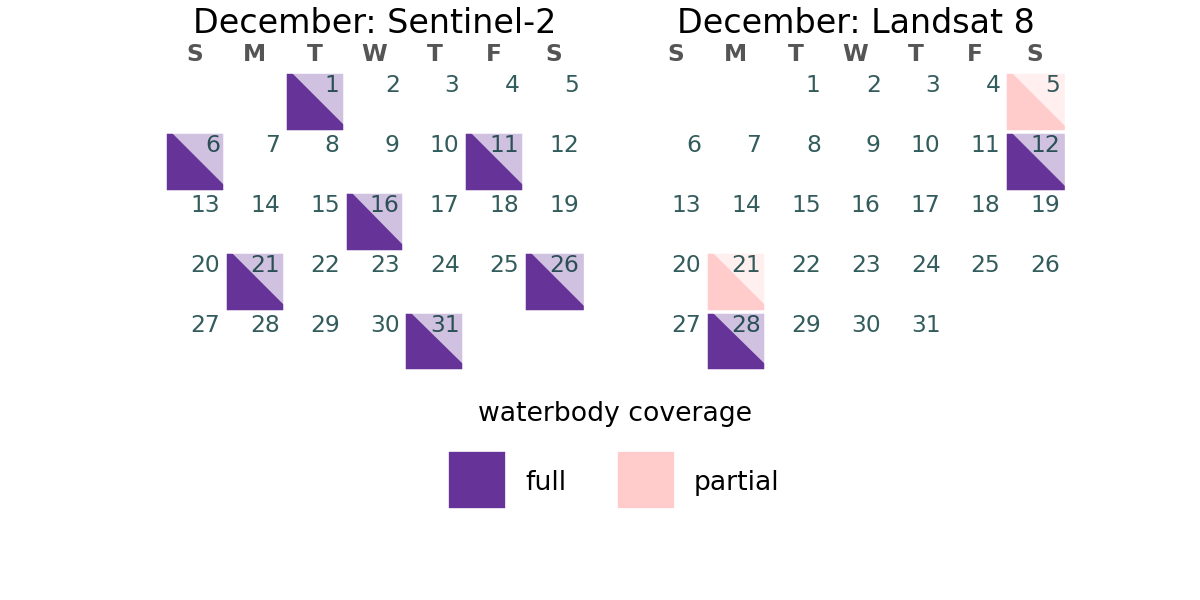 December: Sentinel-2
S M T W T F S
1 2 3 4 5
6 7 8 9 10 11 12
13 14 15 16 17 18 19
20 21 22 23 24 25 26
27 28 29 30 31
December: Landsat 8
S M T W T F S
1 2 3 4 5
6 7 8 9 10 11 12
13 14 15 16 17 18 19
20 21 22 23 24 25 26
27 28 29 30 31
waterbody coverage
full partial